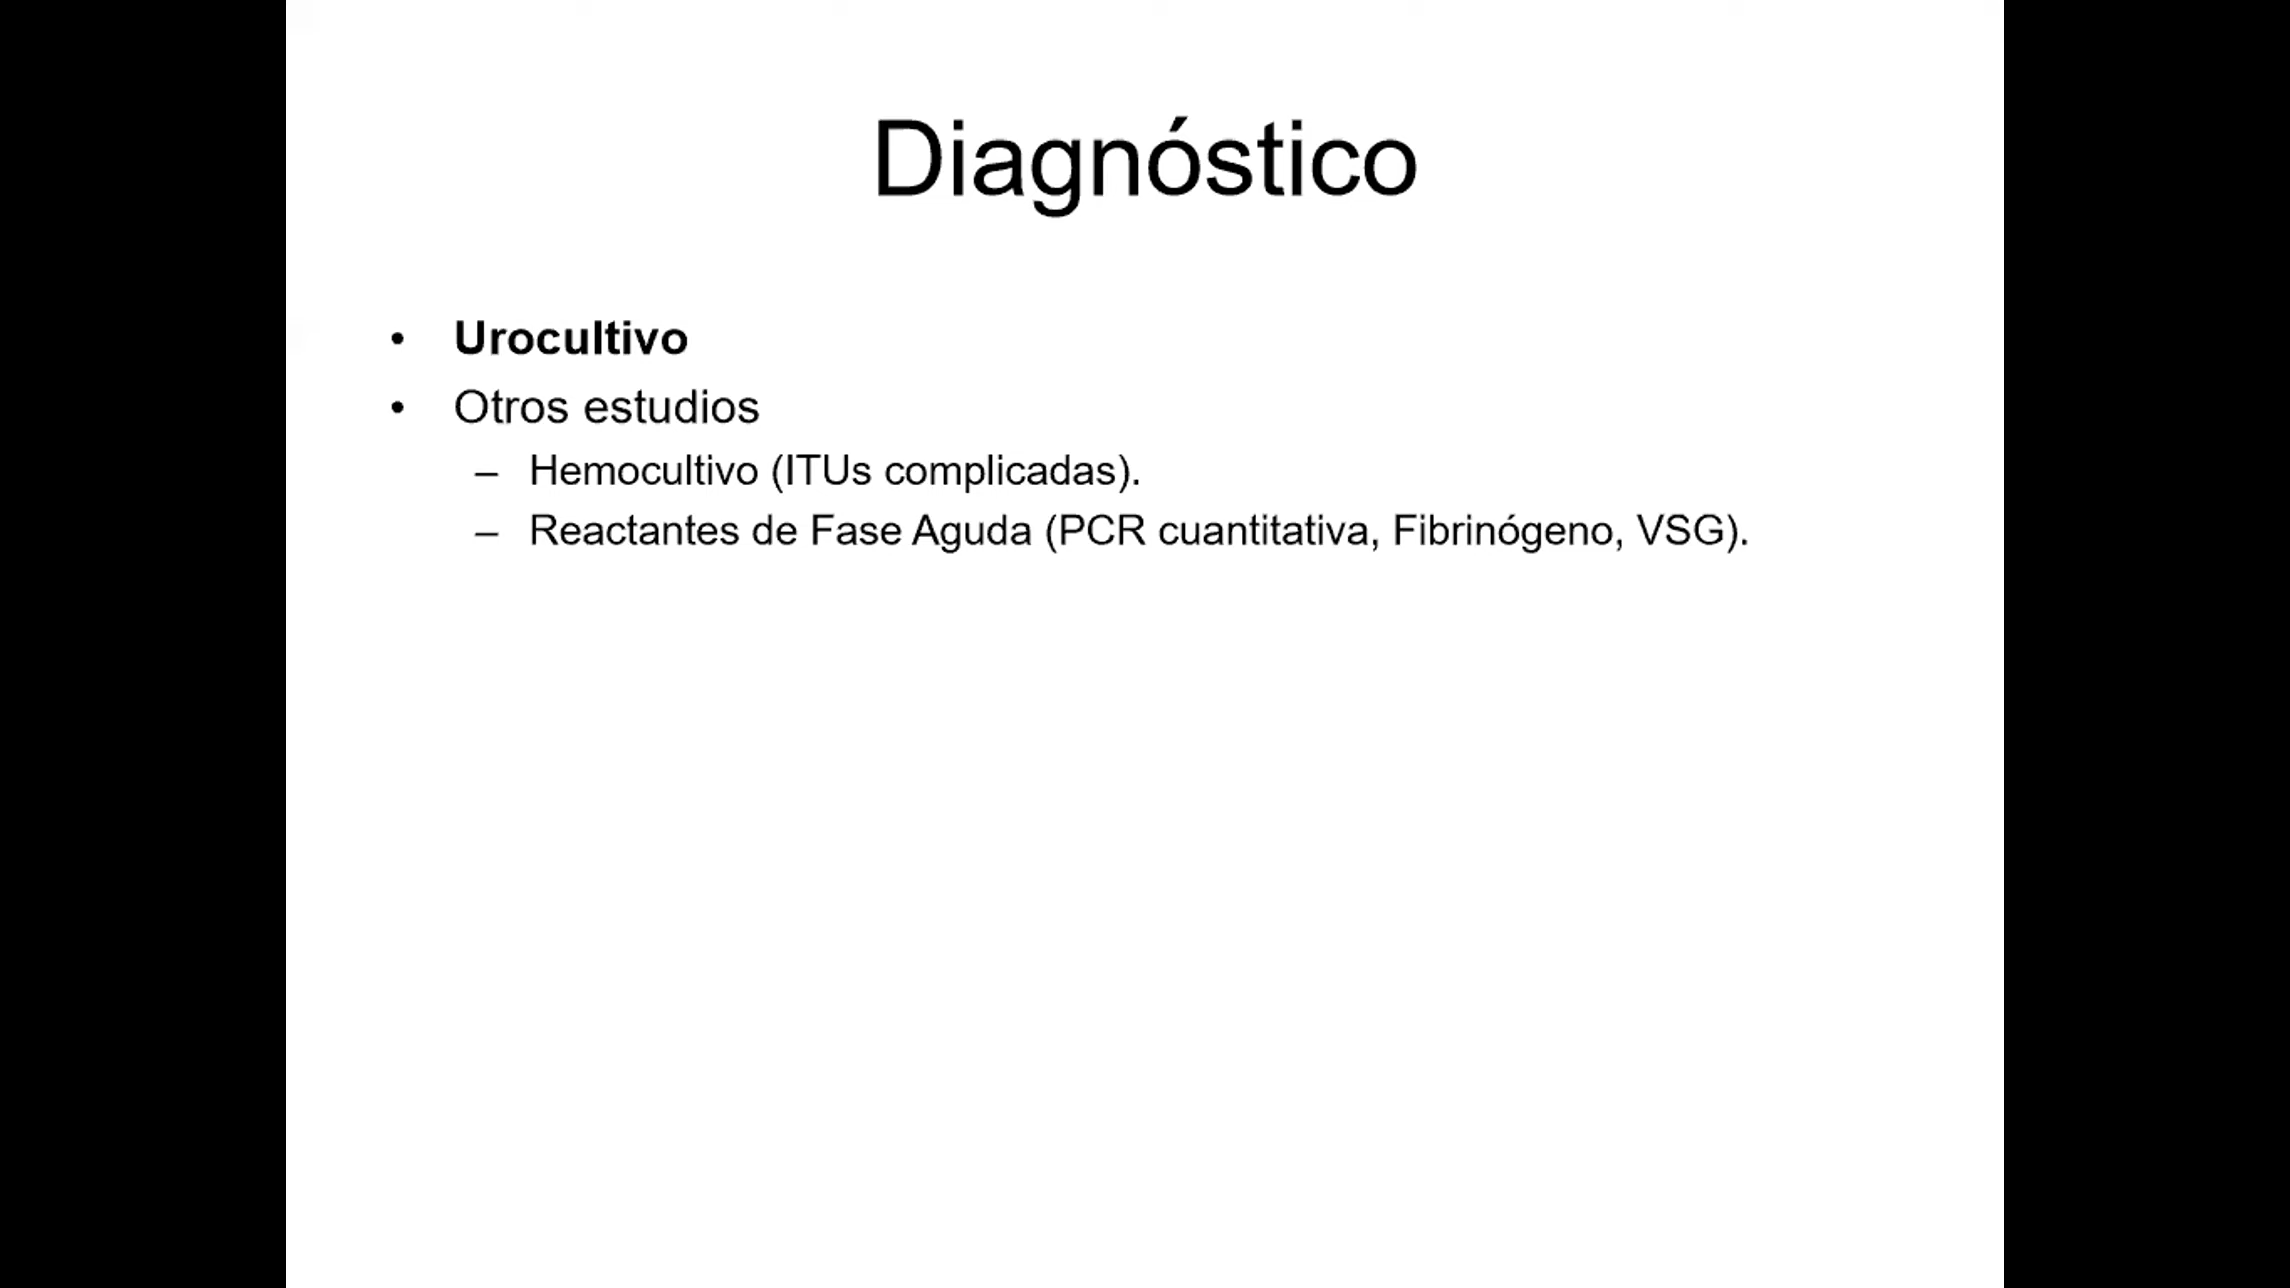 Diagnóstico
• Urocultivo
• Otros estudios
– Hemocultivo (ITUs complicadas).
– Reactantes de Fase Aguda (PCR cuantitativa, Fibrinógeno, VSG).